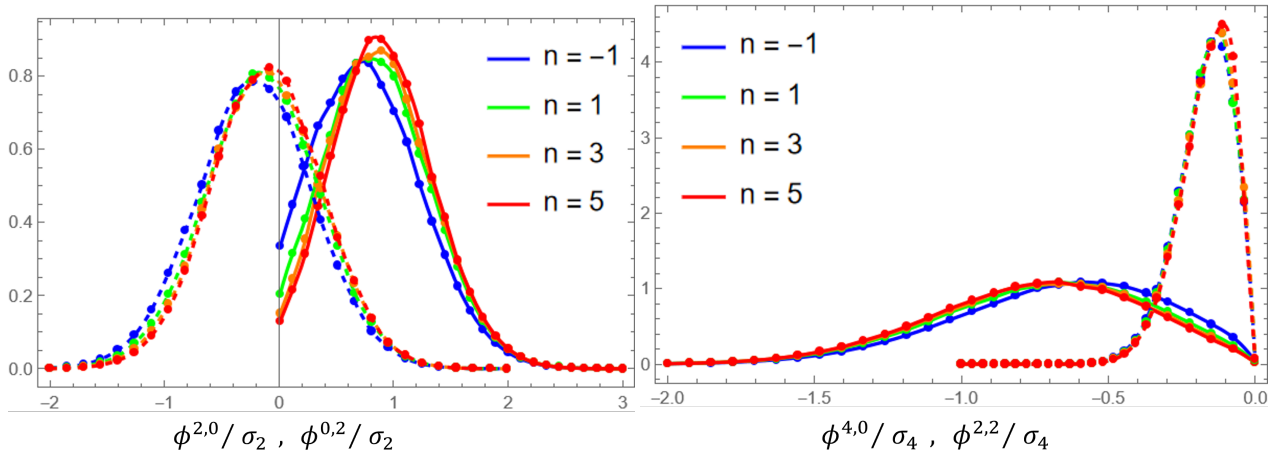 n = −1
n = 1
n = 3
n = 5
0.8
0.6
0.4
0.2
0.0
−2 −1 0 1 2 3
ϕ^{2,0}/ σ_2 , ϕ^{0,2}/ σ_2
n = −1
n = 1
n = 3
n = 5
4
3
2
1
0
−2.0 −1.5 −1.0 −0.5 0.0
ϕ^{4,0}/ σ_4 , ϕ^{2,2}/ σ_4